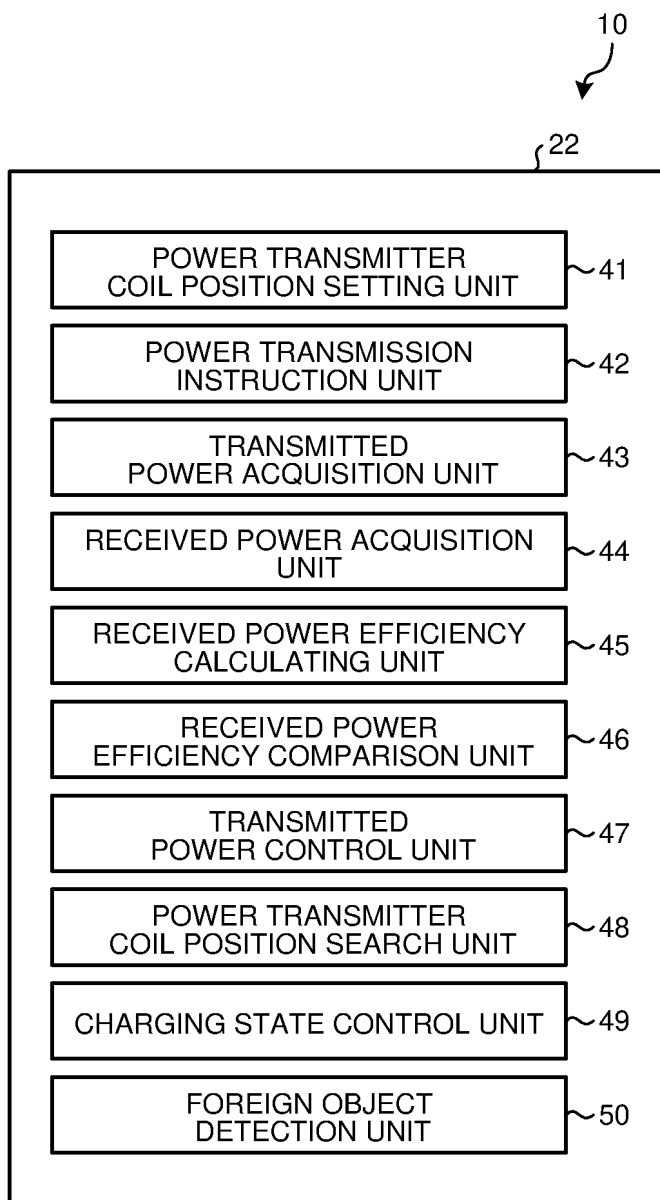 10
22
POWER TRANSMITTER
COIL POSITION SETTING UNIT
41
POWER TRANSMISSION
INSTRUCTION UNIT
42
TRANSMITTED
POWER ACQUISITION UNIT
43
RECEIVED POWER ACQUISITION
UNIT
44
RECEIVED POWER EFFICIENCY
CALCULATING UNIT
45
RECEIVED POWER
EFFICIENCY COMPARISON UNIT
46
TRANSMITTED
POWER CONTROL UNIT
47
POWER TRANSMITTER
COIL POSITION SEARCH UNIT
48
CHARGING STATE CONTROL UNIT
49
FOREIGN OBJECT
DETECTION UNIT
50